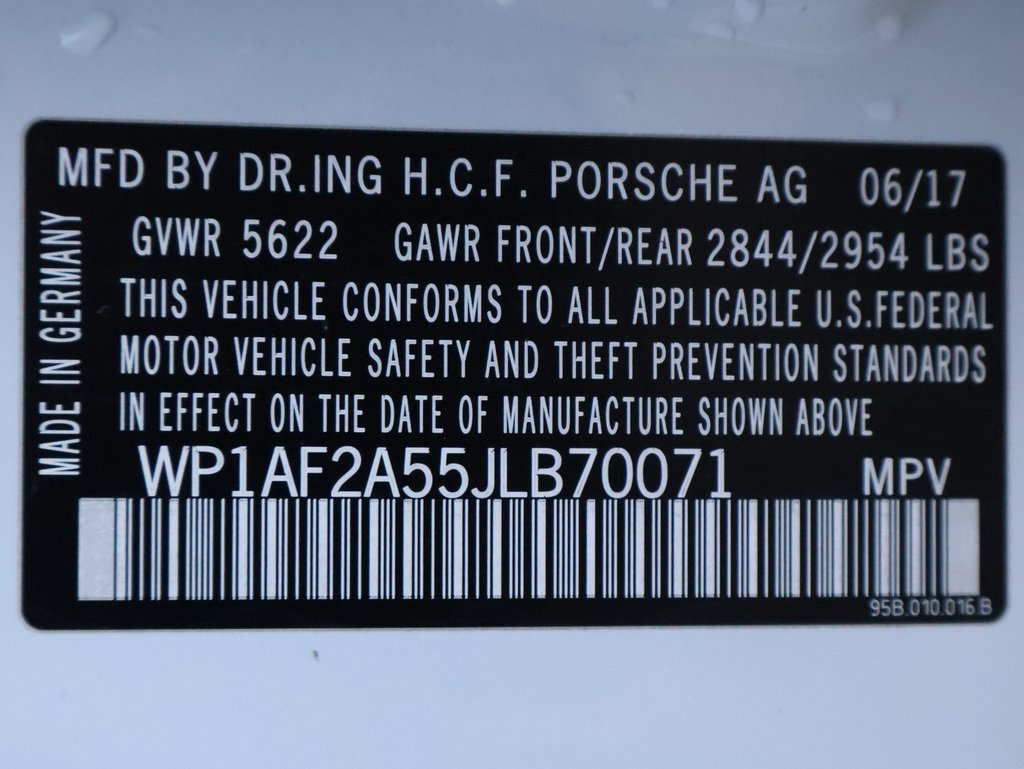 MFD BY DR.ING H.C.F. PORSCHE AG 06/17
GVWR 5622 GAWR FRONT/REAR 2844/2954 LBS
THIS VEHICLE CONFORMS TO ALL APPLICABLE U.S.FEDERAL
MOTOR VEHICLE SAFETY AND THEFT PREVENTION STANDARDS
IN EFFECT ON THE DATE OF MANUFACTURE SHOWN ABOVE
WP1AF2A55JLB70071 MPV
95B.010.016.B
MADE IN GERMANY